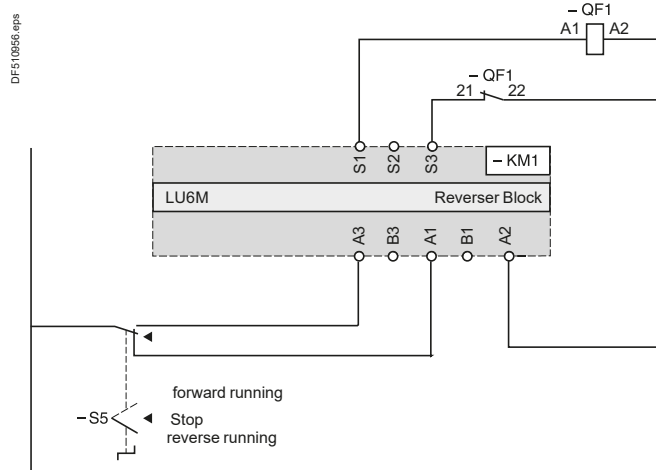 DF510956.eps
– QF1
A1 A2
– QF1
21 22
S1 S2 S3
– KM1
LU6M Reverser Block
A3 B3 A1 B1 A2
forward running
– S5 Stop
reverse running